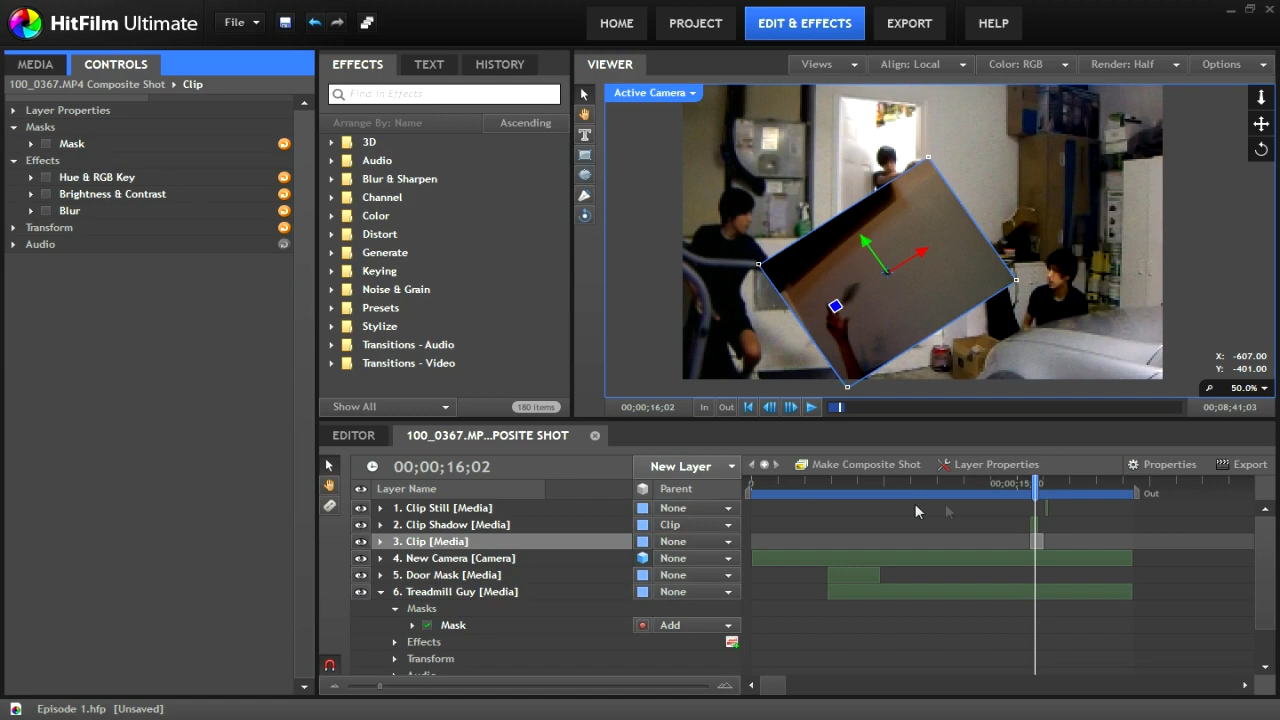 HitFilm Ultimate
File
HOME
PROJECT
EDIT & EFFECTS
EXPORT
HELP
MEDIA
CONTROLS
100_0367.MP4 Composite Shot
Clip
Layer Properties
Masks
Mask
Effects
Hue & RGB Key
Brightness & Contrast
Blur
Transform
Audio
EFFECTS
TEXT
HISTORY
Find in Effects
Arrange By: Name
Ascending
3D
Audio
Blur & Sharpen
Channel
Color
Distort
Generate
Keying
Noise & Grain
Presets
Stylize
Transitions - Audio
Transitions - Video
Show All
180 items
VIEWER
Views
Align: Local
Color: RGB
Render: Half
Options
Active Camera
X: -607.00
Y: -401.00
50.0%
00;00;16;02
In
Out
00;08;41;03
EDITOR
100_0367.MP...POSITE SHOT
00;00;16;02
New Layer
Make Composite Shot
Layer Properties
Properties
Export
Layer Name
Parent
0
Out
1. Clip Still [Media]
None
2. Clip Shadow [Media]
Clip
3. Clip [Media]
None
4. New Camera [Camera]
None
5. Door Mask [Media]
None
6. Treadmill Guy [Media]
None
Masks
Mask
Add
Effects
Transform
Episode 1.hfp
[Unsaved]